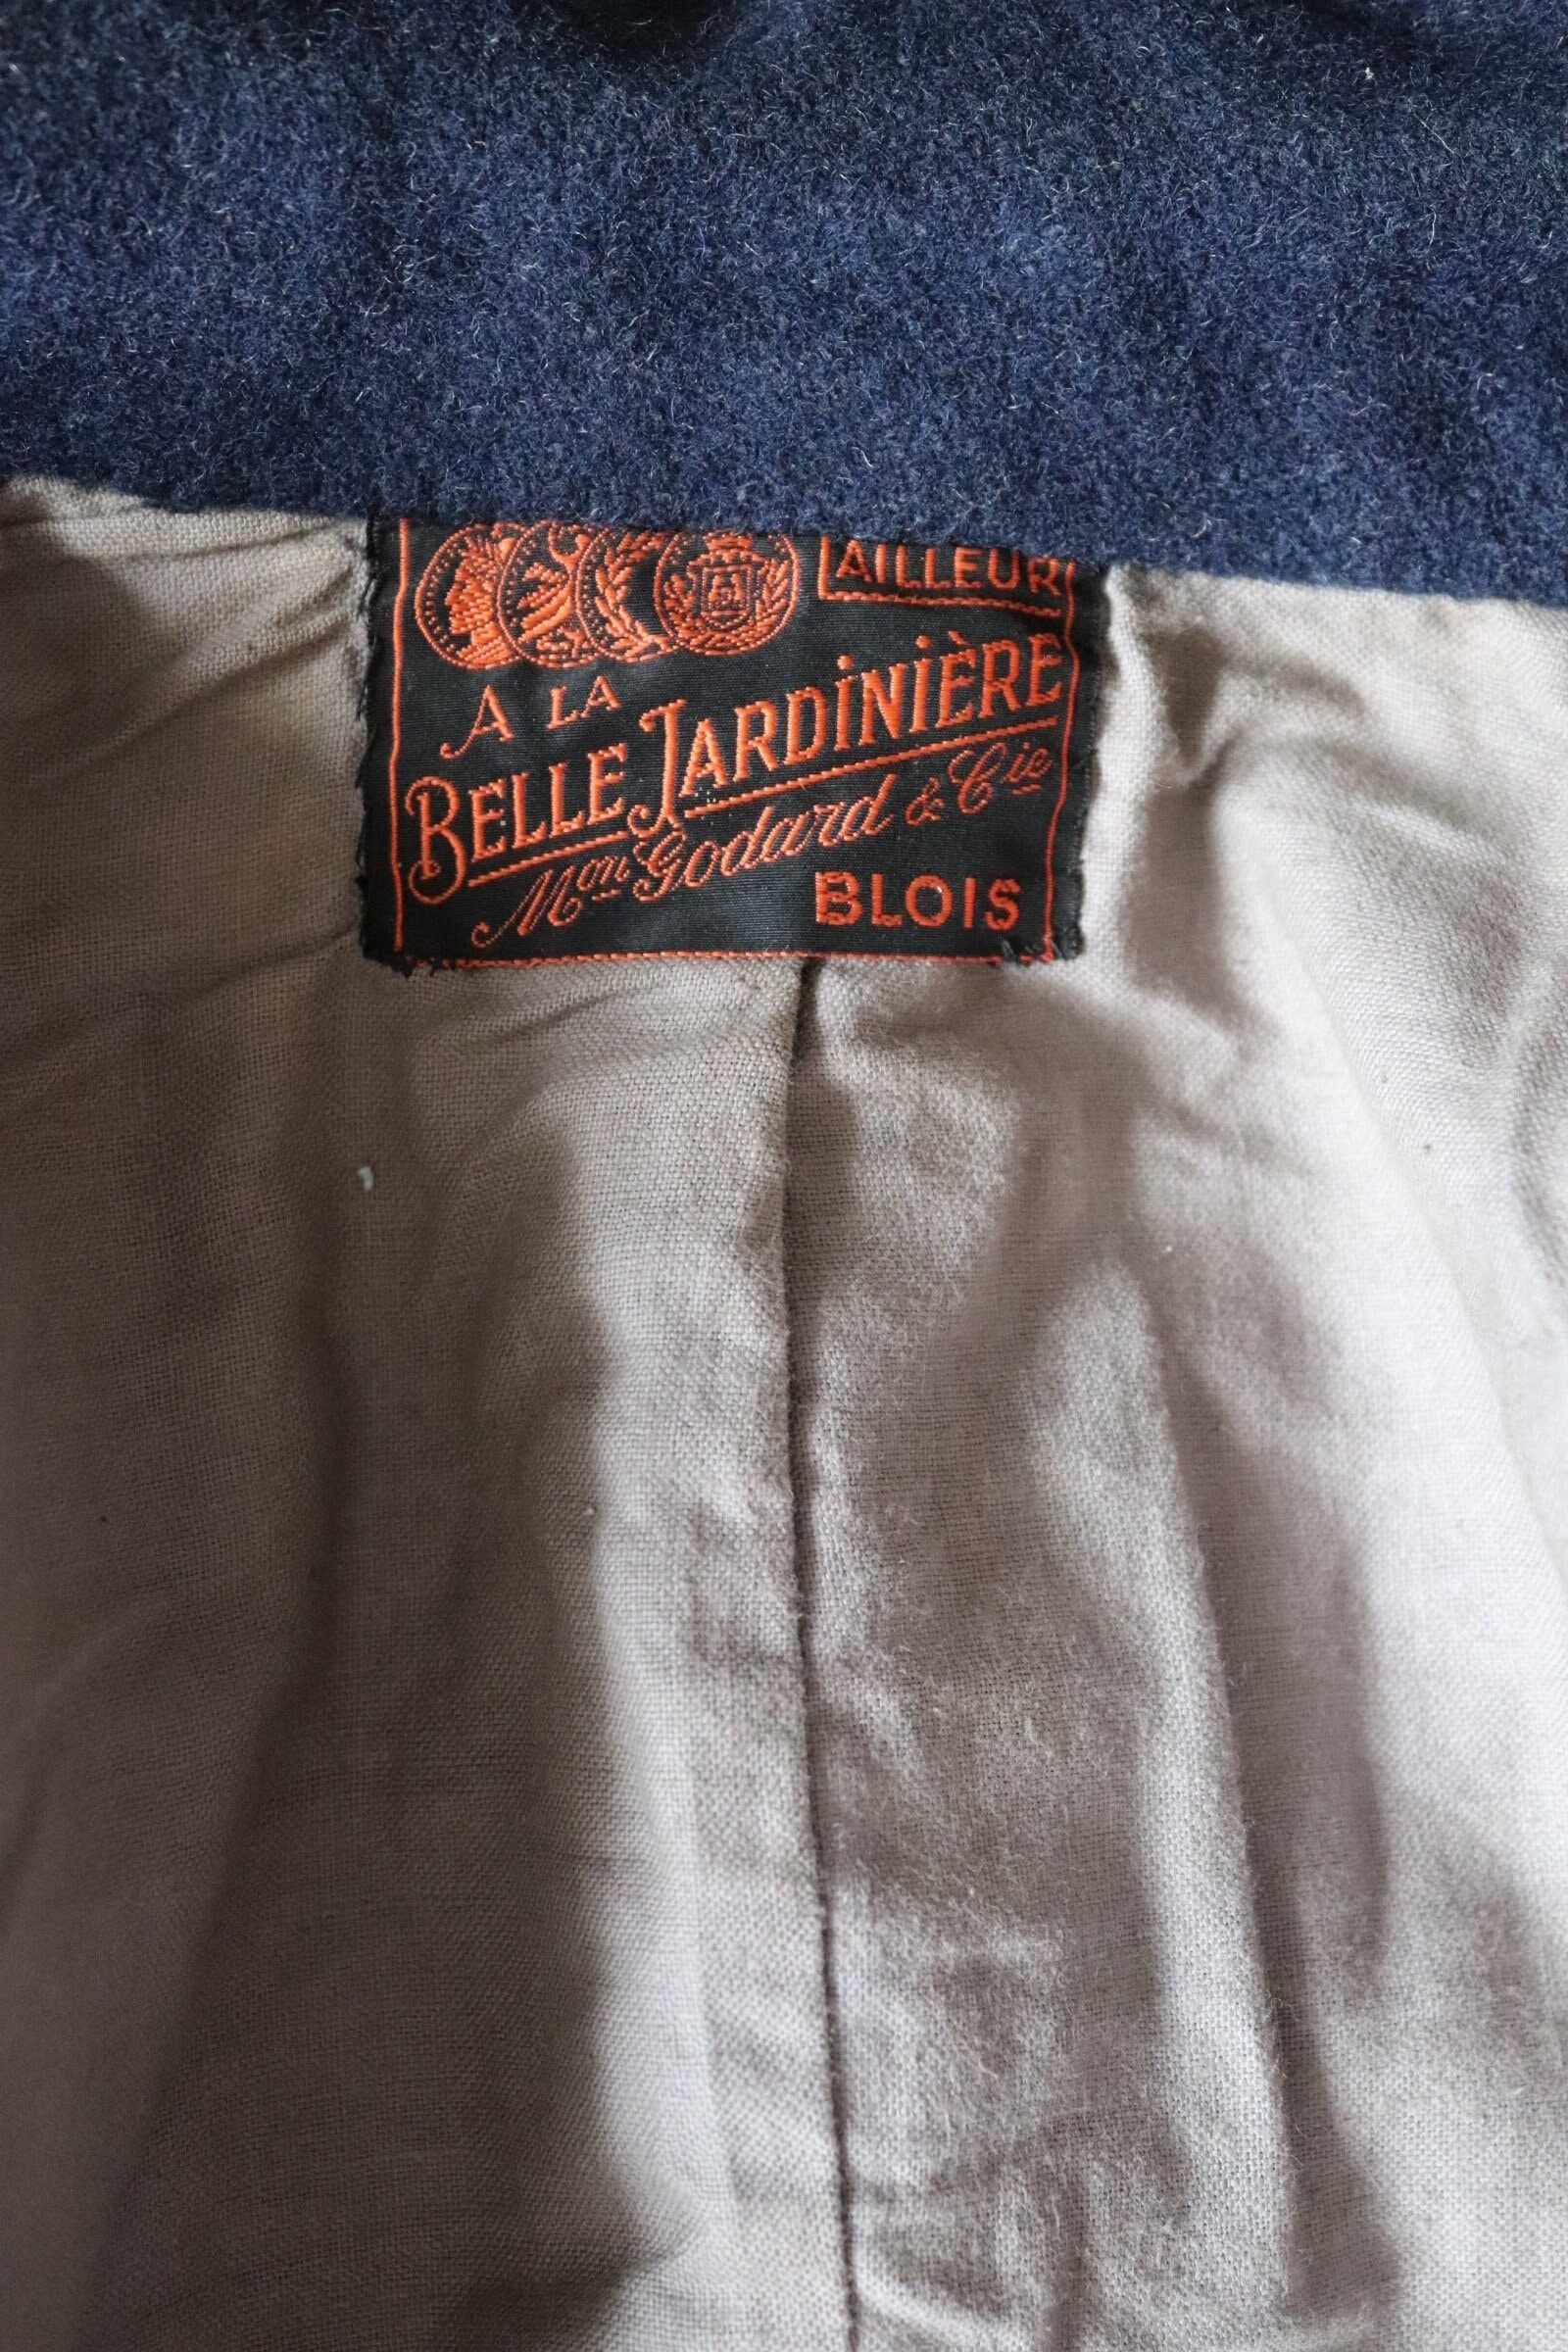 TAILLEUR
A LA
BELLE JARDINIÈRE
Mon Godard & Cie
BLOIS